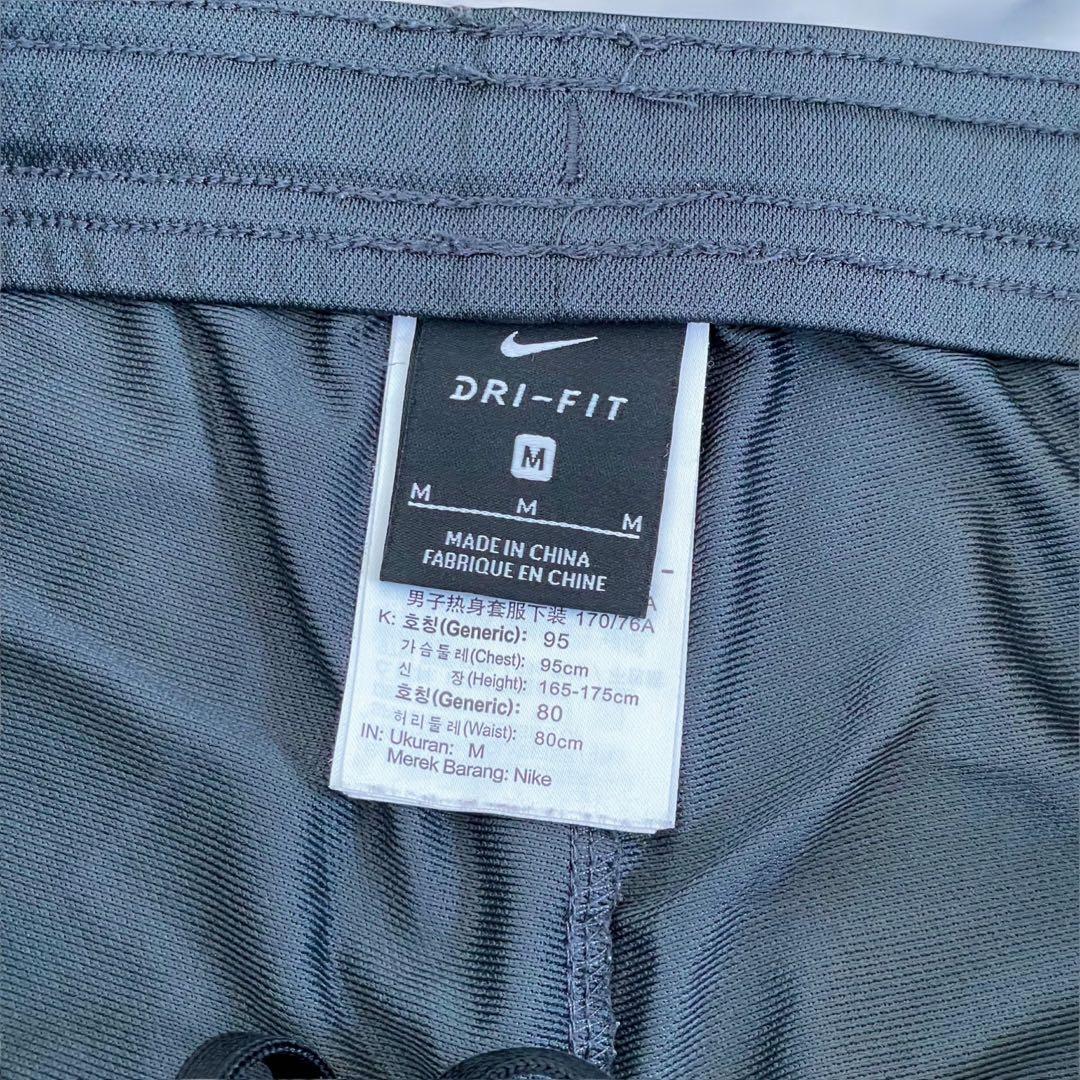 DRI-FIT
M
M M M
MADE IN CHINA
FABRIQUE EN CHINE
男子热身套服下装 170/76A
K: 호칭(Generic): 95
가슴둘레(Chest): 95cm
신 장(Height): 165-175cm
호칭(Generic): 80
허리둘레(Waist): 80cm
IN: Ukuran: M
Merek Barang: Nike